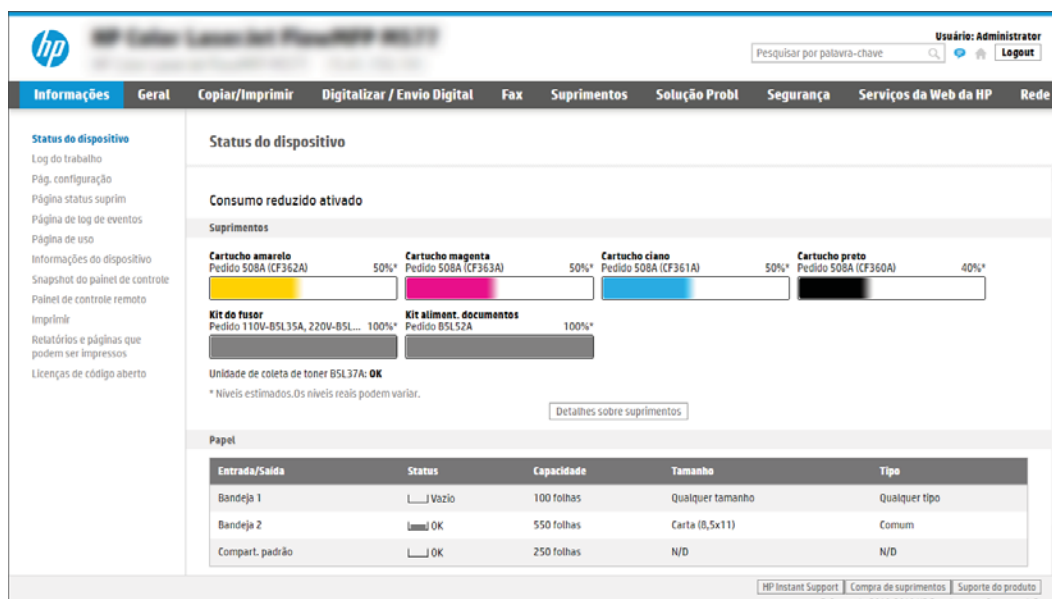 hp
Usuário: Administrator
Pesquisar por palavra-chave
Logout
Informações Geral Copiar/Imprimir Digitalizar / Envio Digital Fax Suprimentos Solução Probl Segurança Serviços da Web da HP Rede
Status do dispositivo
Log do trabalho
Pág. configuração
Página status suprim
Página de log de eventos
Página de uso
Informações do dispositivo
Snapshot do painel de controle
Painel de controle remoto
Imprimir
Relatórios e páginas que
podem ser impressos
Licenças de código aberto
Status do dispositivo
Consumo reduzido ativado
Suprimentos
Cartucho amarelo Cartucho magenta Cartucho ciano Cartucho preto
Pedido 508A (CF362A) 50%* Pedido 508A (CF363A) 50%* Pedido 508A (CF361A) 50%* Pedido 508A (CF360A) 40%*
Kit do fusor Kit aliment. documentos
Pedido 110V-B5L35A, 220V-B5L... 100%* Pedido B5L52A 100%*
Unidade de coleta de toner B5L37A: OK
* Níveis estimados.Os níveis reais podem variar.
Detalhes sobre suprimentos
Papel
Entrada/Saída Status Capacidade Tamanho Tipo
Bandeja 1 Vazio 100 folhas Qualquer tamanho Qualquer tipo
Bandeja 2 OK 550 folhas Carta (8,5x11) Comum
Compart. padrão OK 250 folhas N/D N/D
HP Instant Support Compra de suprimentos Suporte do produto